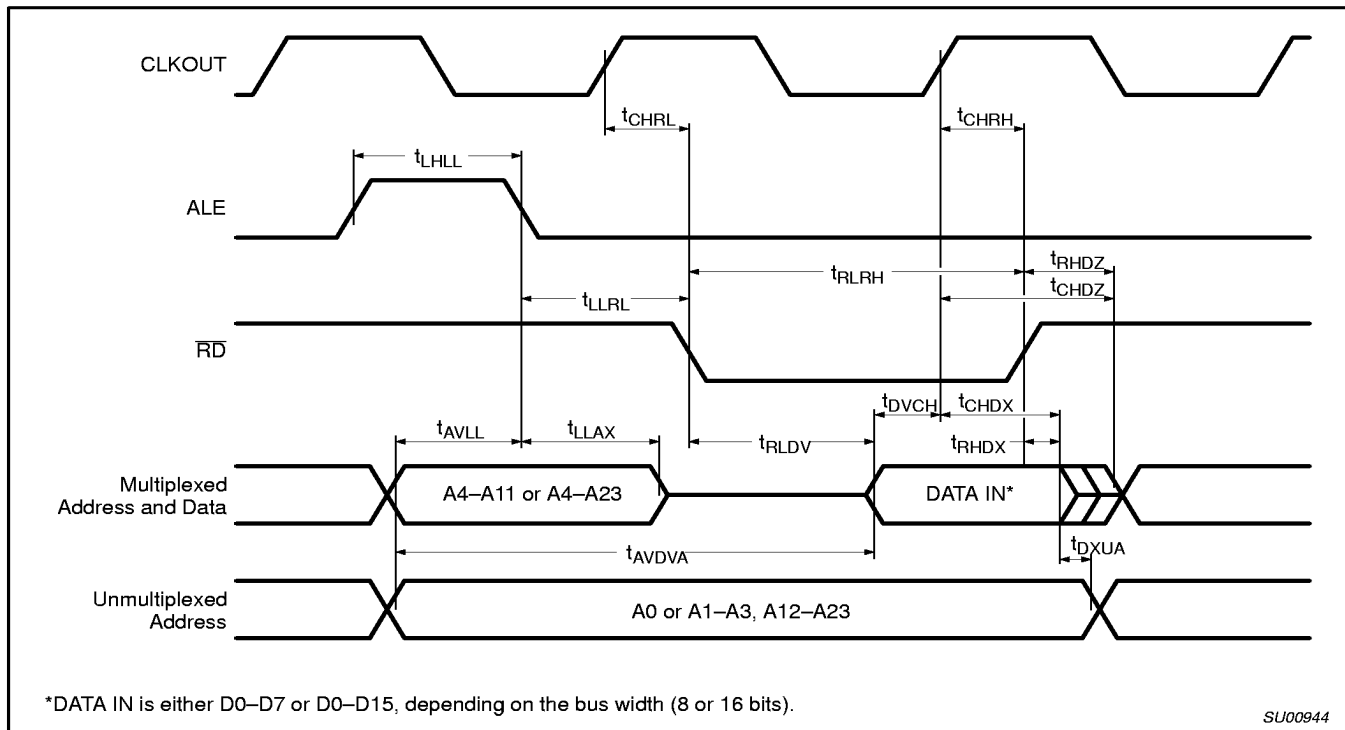 CLKOUT
tCHRL
tCHRH
tLHLL
ALE
tRLRH
tRHDZ
tCHDZ
tLLRL
RD
tDVCH
tCHDX
tAVLL
tLLAX
tRLDV
tRHDX
Multiplexed
Address and Data
A4–A11 or A4–A23
DATA IN*
tAVDVA
tDXUA
Unmultiplexed
Address
A0 or A1–A3, A12–A23
*DATA IN is either D0–D7 or D0–D15, depending on the bus width (8 or 16 bits).
SU00944